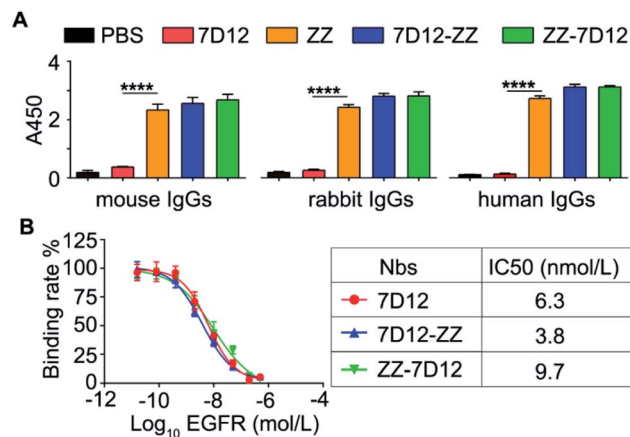 A
PBS 7D12 ZZ 7D12-ZZ ZZ-7D12
A450
4
2
0
****
****
****
mouse IgGs rabbit IgGs human IgGs
B
Binding rate %
125
100
75
50
25
0
-12 -10 -8 -6 -4
Log10 EGFR (mol/L)
Nbs IC50 (nmol/L)
7D12 6.3
7D12-ZZ 3.8
ZZ-7D12 9.7